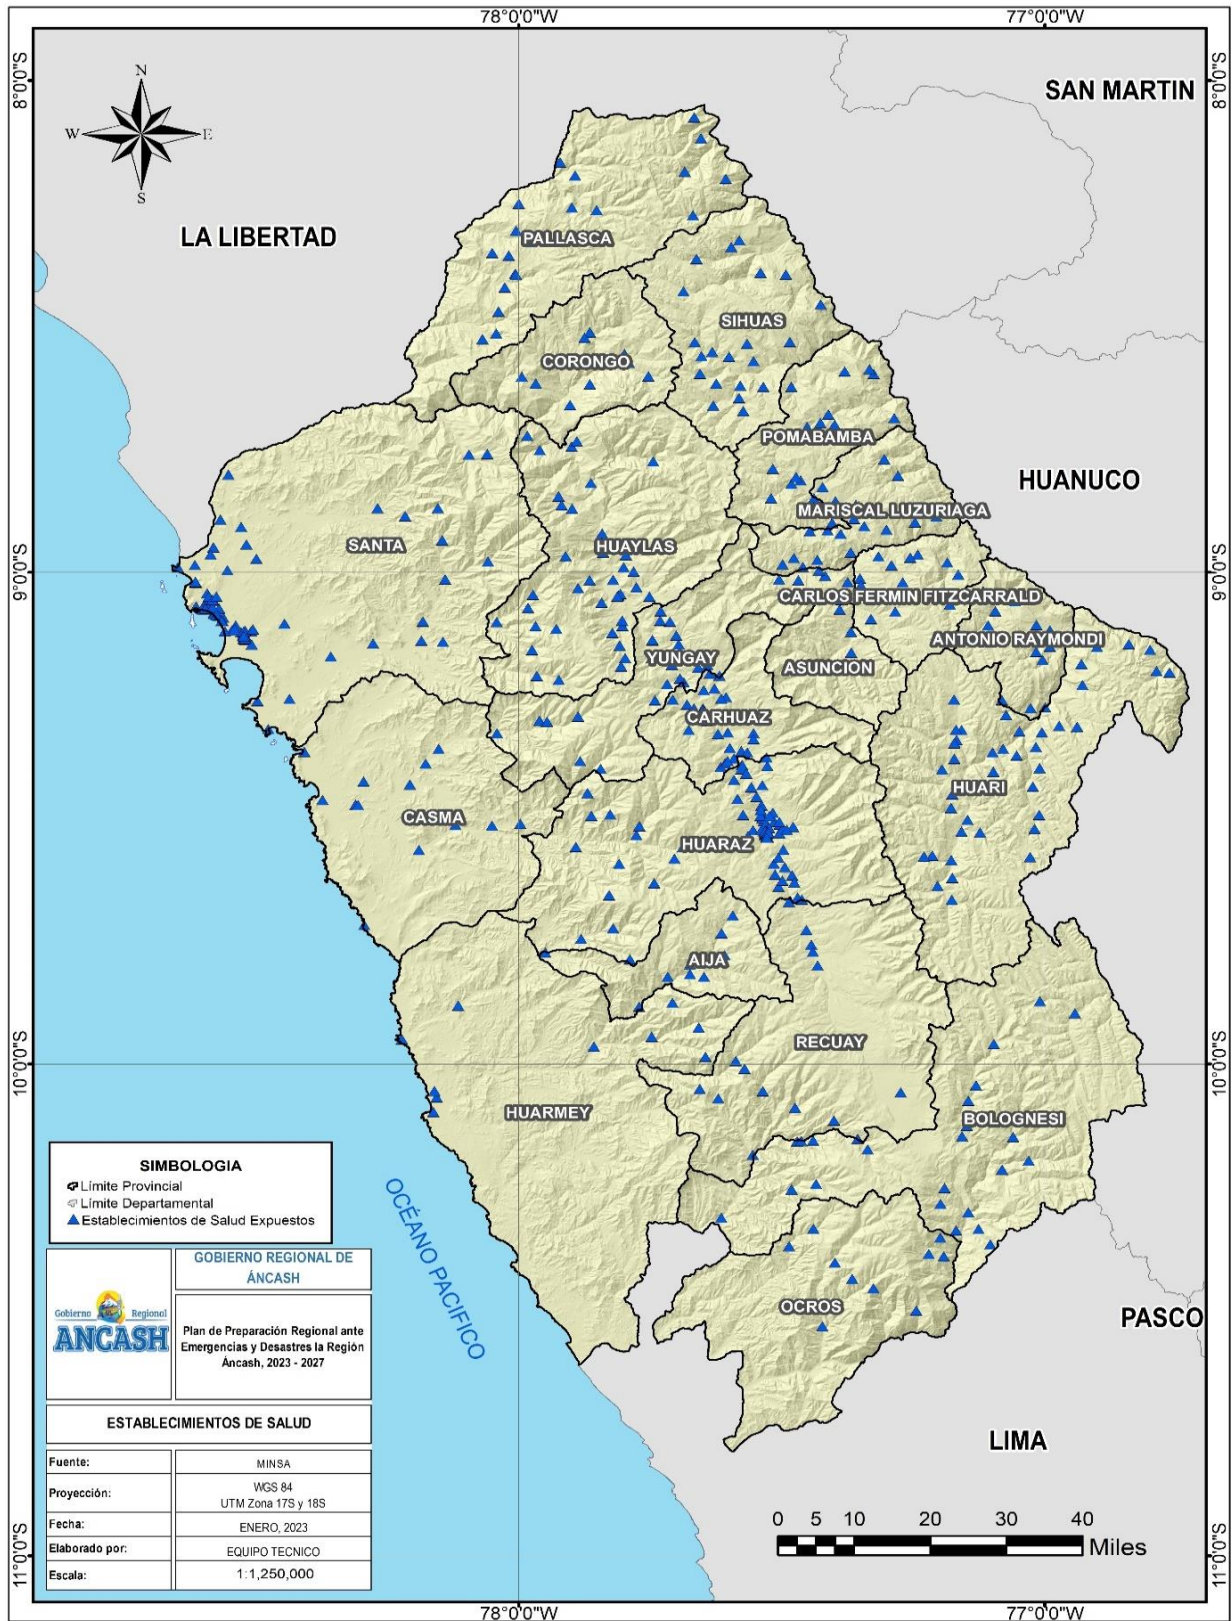 78°0'0"W
77°0'0"W
8°0'0"S
8°0'0"S
N
W
E
S
SAN MARTIN
LA LIBERTAD
PALLASCA
SIHUAS
CORONGO
POMABAMBA
HUANUCO
MARISCAL LUZURIAGA
SANTA
HUAYLAS
9°0'0"S
9°0'0"S
CARLOS FERMIN FITZCARRALD
ANTONIO RAYMONDI
YUNGAY
ASUNCION
CARHUAZ
HUARI
CASMA
HUARAZ
AIJA
RECUAY
10°0'0"S
10°0'0"S
HUARMEY
BOLOGNESI
OCÉANO PACIFICO
OCROS
PASCO
LIMA
SIMBOLOGIA
Límite Provincial
Límite Departamental
Establecimientos de Salud Expuestos
Gobierno Regional
ANCASH
GOBIERNO REGIONAL DE
ÁNCASH
Plan de Preparación Regional ante
Emergencias y Desastres la Región
Áncash, 2023 - 2027
ESTABLECIMIENTOS DE SALUD
Fuente: MINSA
Proyección: WGS 84
UTM Zona 17S y 18S
Fecha: ENERO, 2023
Elaborado por: EQUIPO TECNICO
Escala: 1:1,250,000
0 5 10 20 30 40
Miles
11°0'0"S
11°0'0"S
78°0'0"W
77°0'0"W